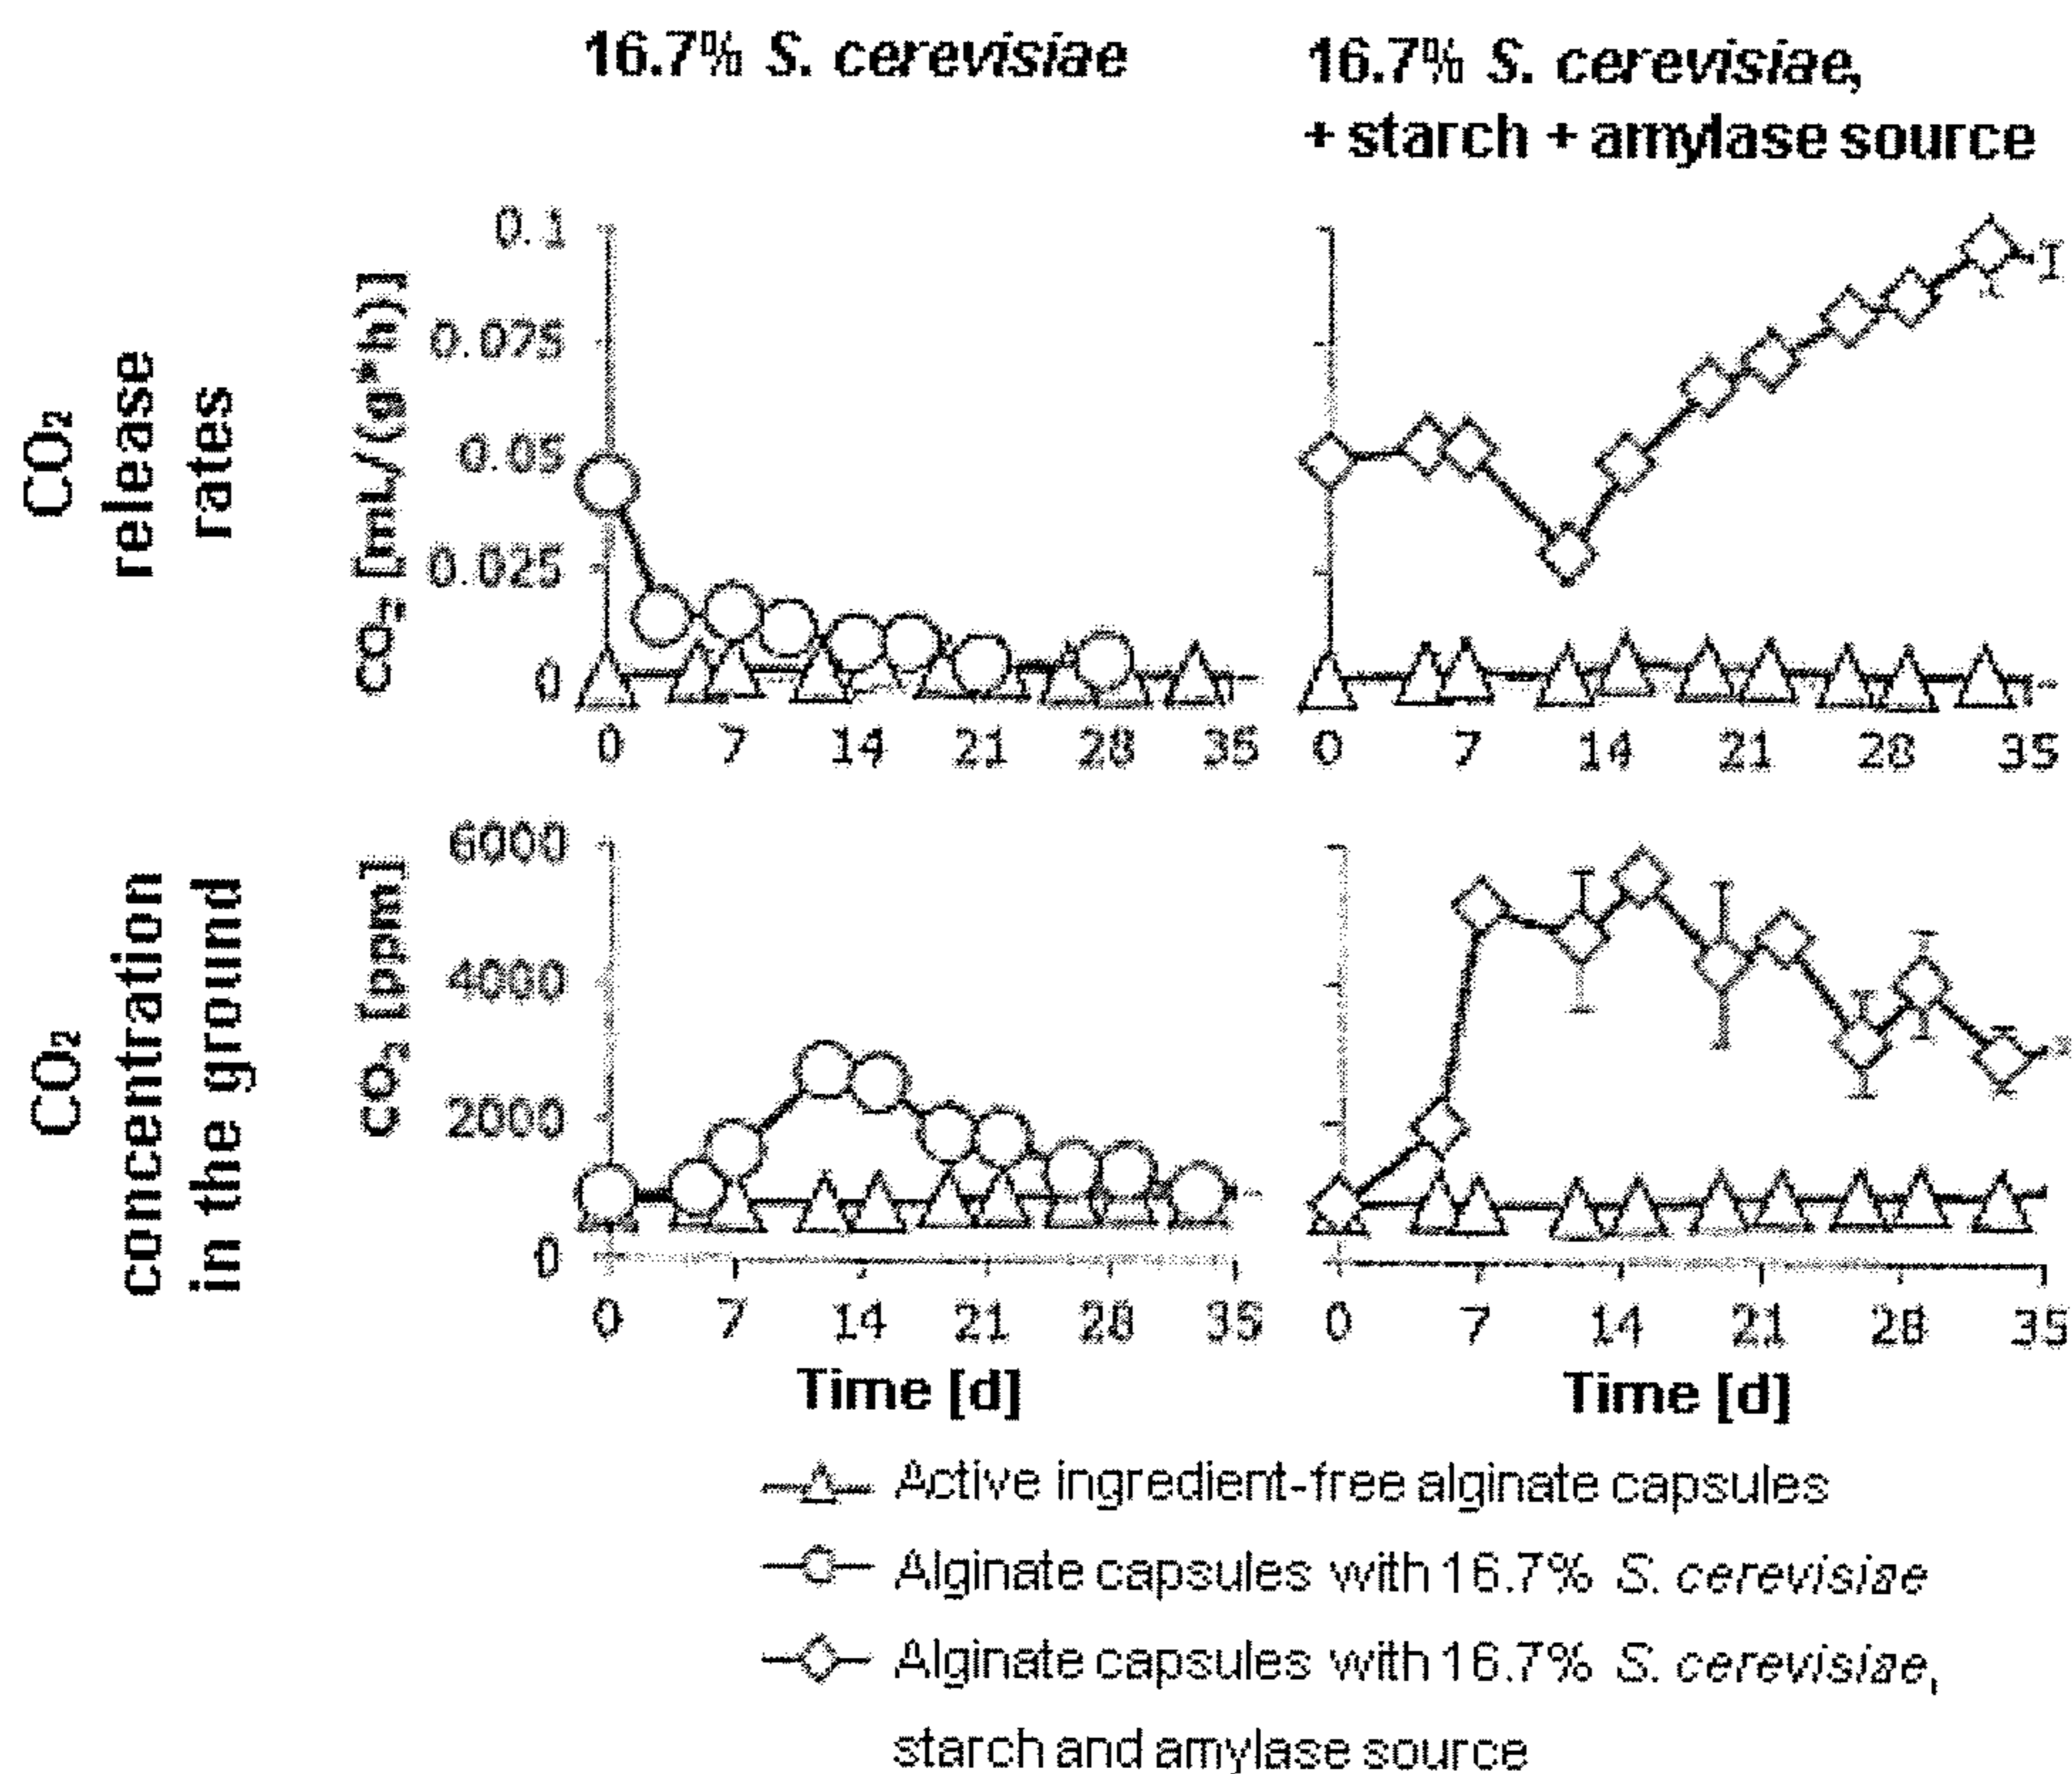 16.7% S. cerevisiae
16.7% S. cerevisiae,
+ starch + amylase source
CO₂
release
rates
CO₂ [mL/(g*h)]
0.1
0.075
0.05
0.025
0
0 7 14 21 28 35
0 7 14 21 28 35
CO₂
concentration
in the ground
CO₂ [ppm]
6000
4000
2000
0
0 7 14 21 28 35
0 7 14 21 28 35
Time [d]
Time [d]
Active ingredient-free alginate capsules
Alginate capsules with 16.7% S. cerevisiae
Alginate capsules with 16.7% S. cerevisiae,
starch and amylase source